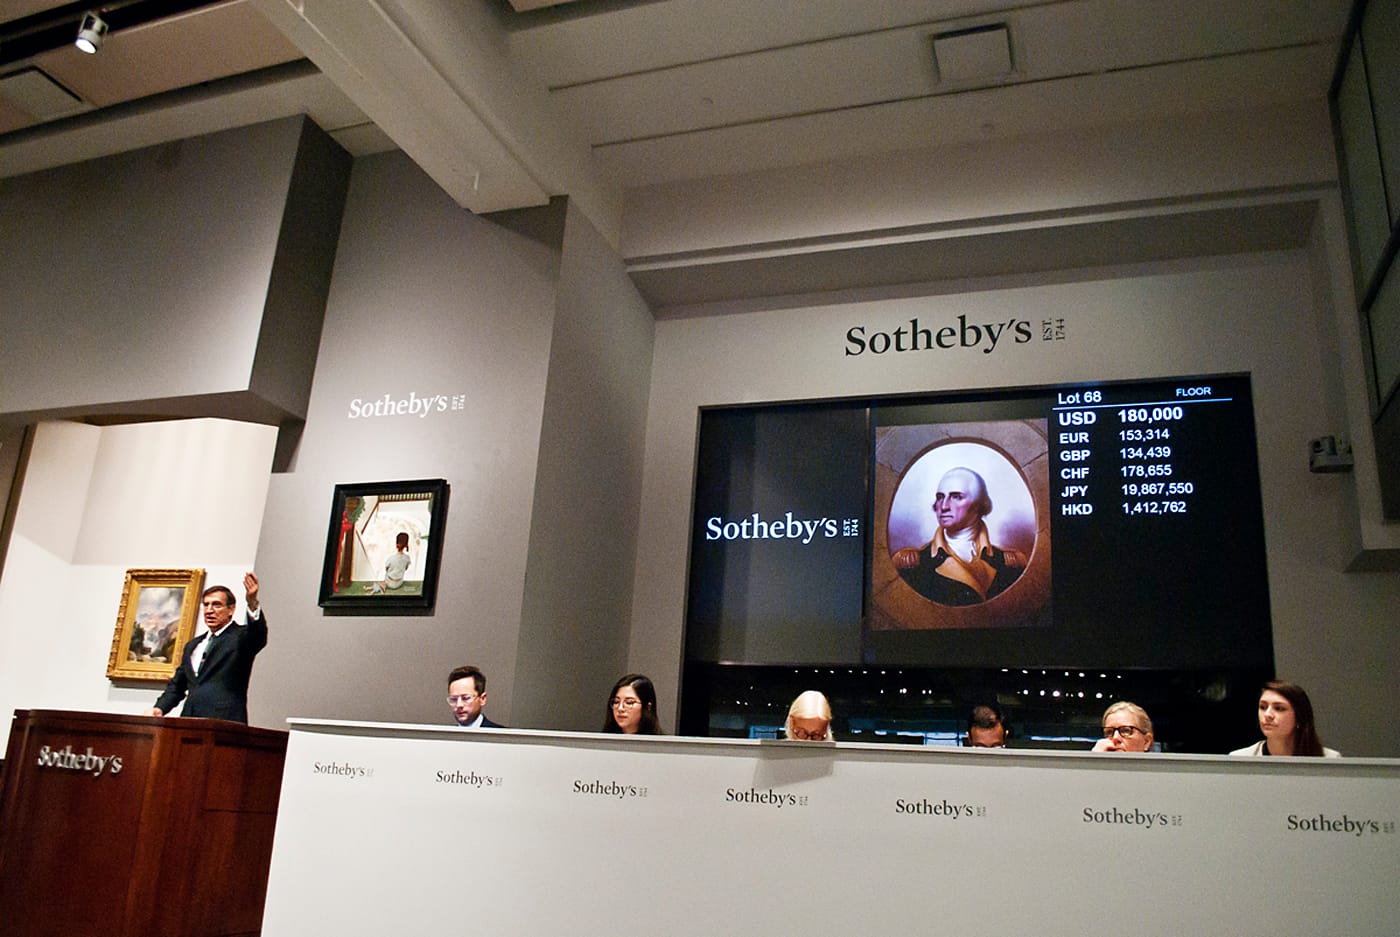 Sotheby's EST. 1744
Sotheby's EST. 1744
Sotheby's EST. 1744
Lot 68 FLOOR
USD 180,000
EUR 153,314
GBP 134,439
CHF 178,655
JPY 19,867,550
HKD 1,412,762
Sotheby's
Sotheby's
Sotheby's
Sotheby's
Sotheby's
Sotheby's
Sotheby's
Sotheby's